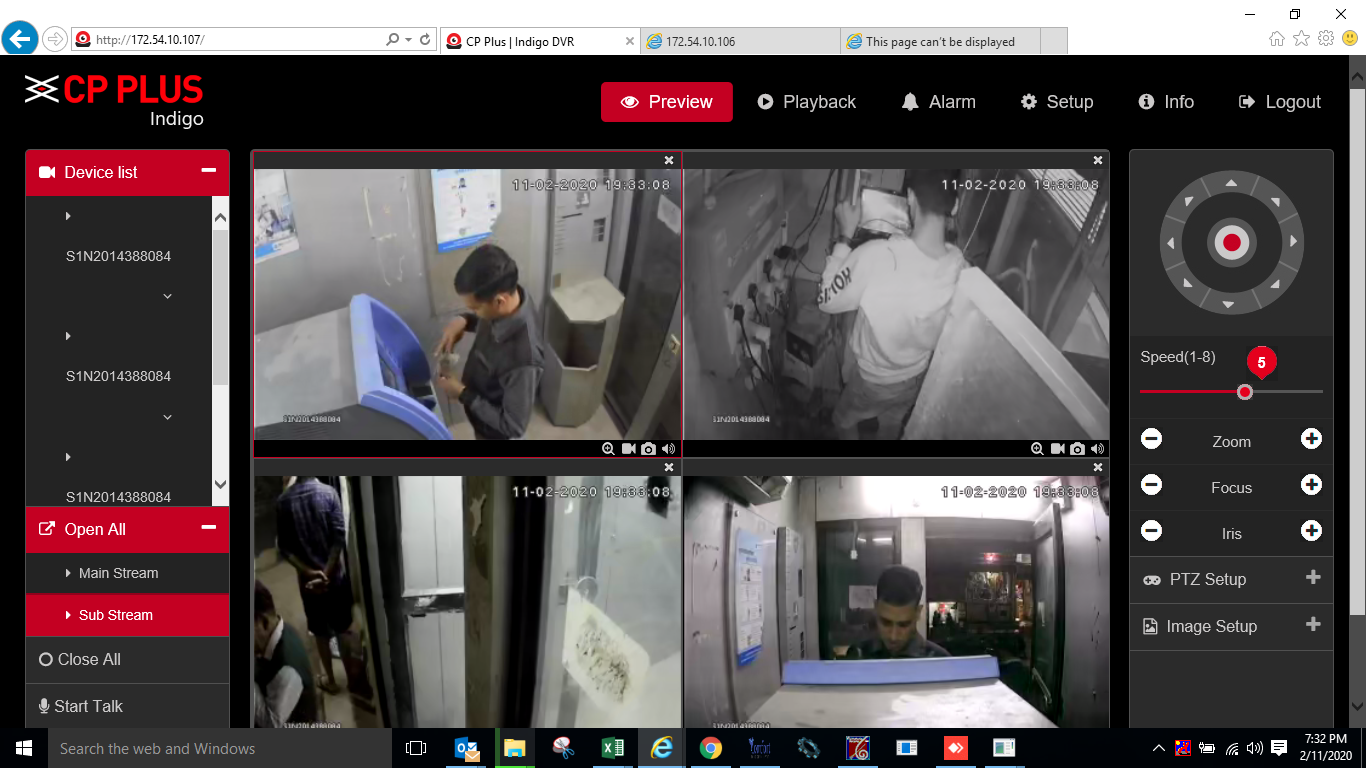 http://172.54.10.107/
CP Plus | Indigo DVR
172.54.10.106
This page can't be displayed
CP PLUS
Indigo
Preview
Playback
Alarm
Setup
Info
Logout
Device list
S1N2014388084
S1N2014388084
S1N2014388084
Open All
Main Stream
Sub Stream
Close All
Start Talk
11-02-2020 19:33:08
S1N2014388084
11-02-2020 19:33:08
S1N2014388084
11-02-2020 19:33:08
11-02-2020 19:33:08
S1N2014388084
Speed(1-8)
5
Zoom
Focus
Iris
PTZ Setup
Image Setup
Search the web and Windows
7:32 PM
2/11/2020